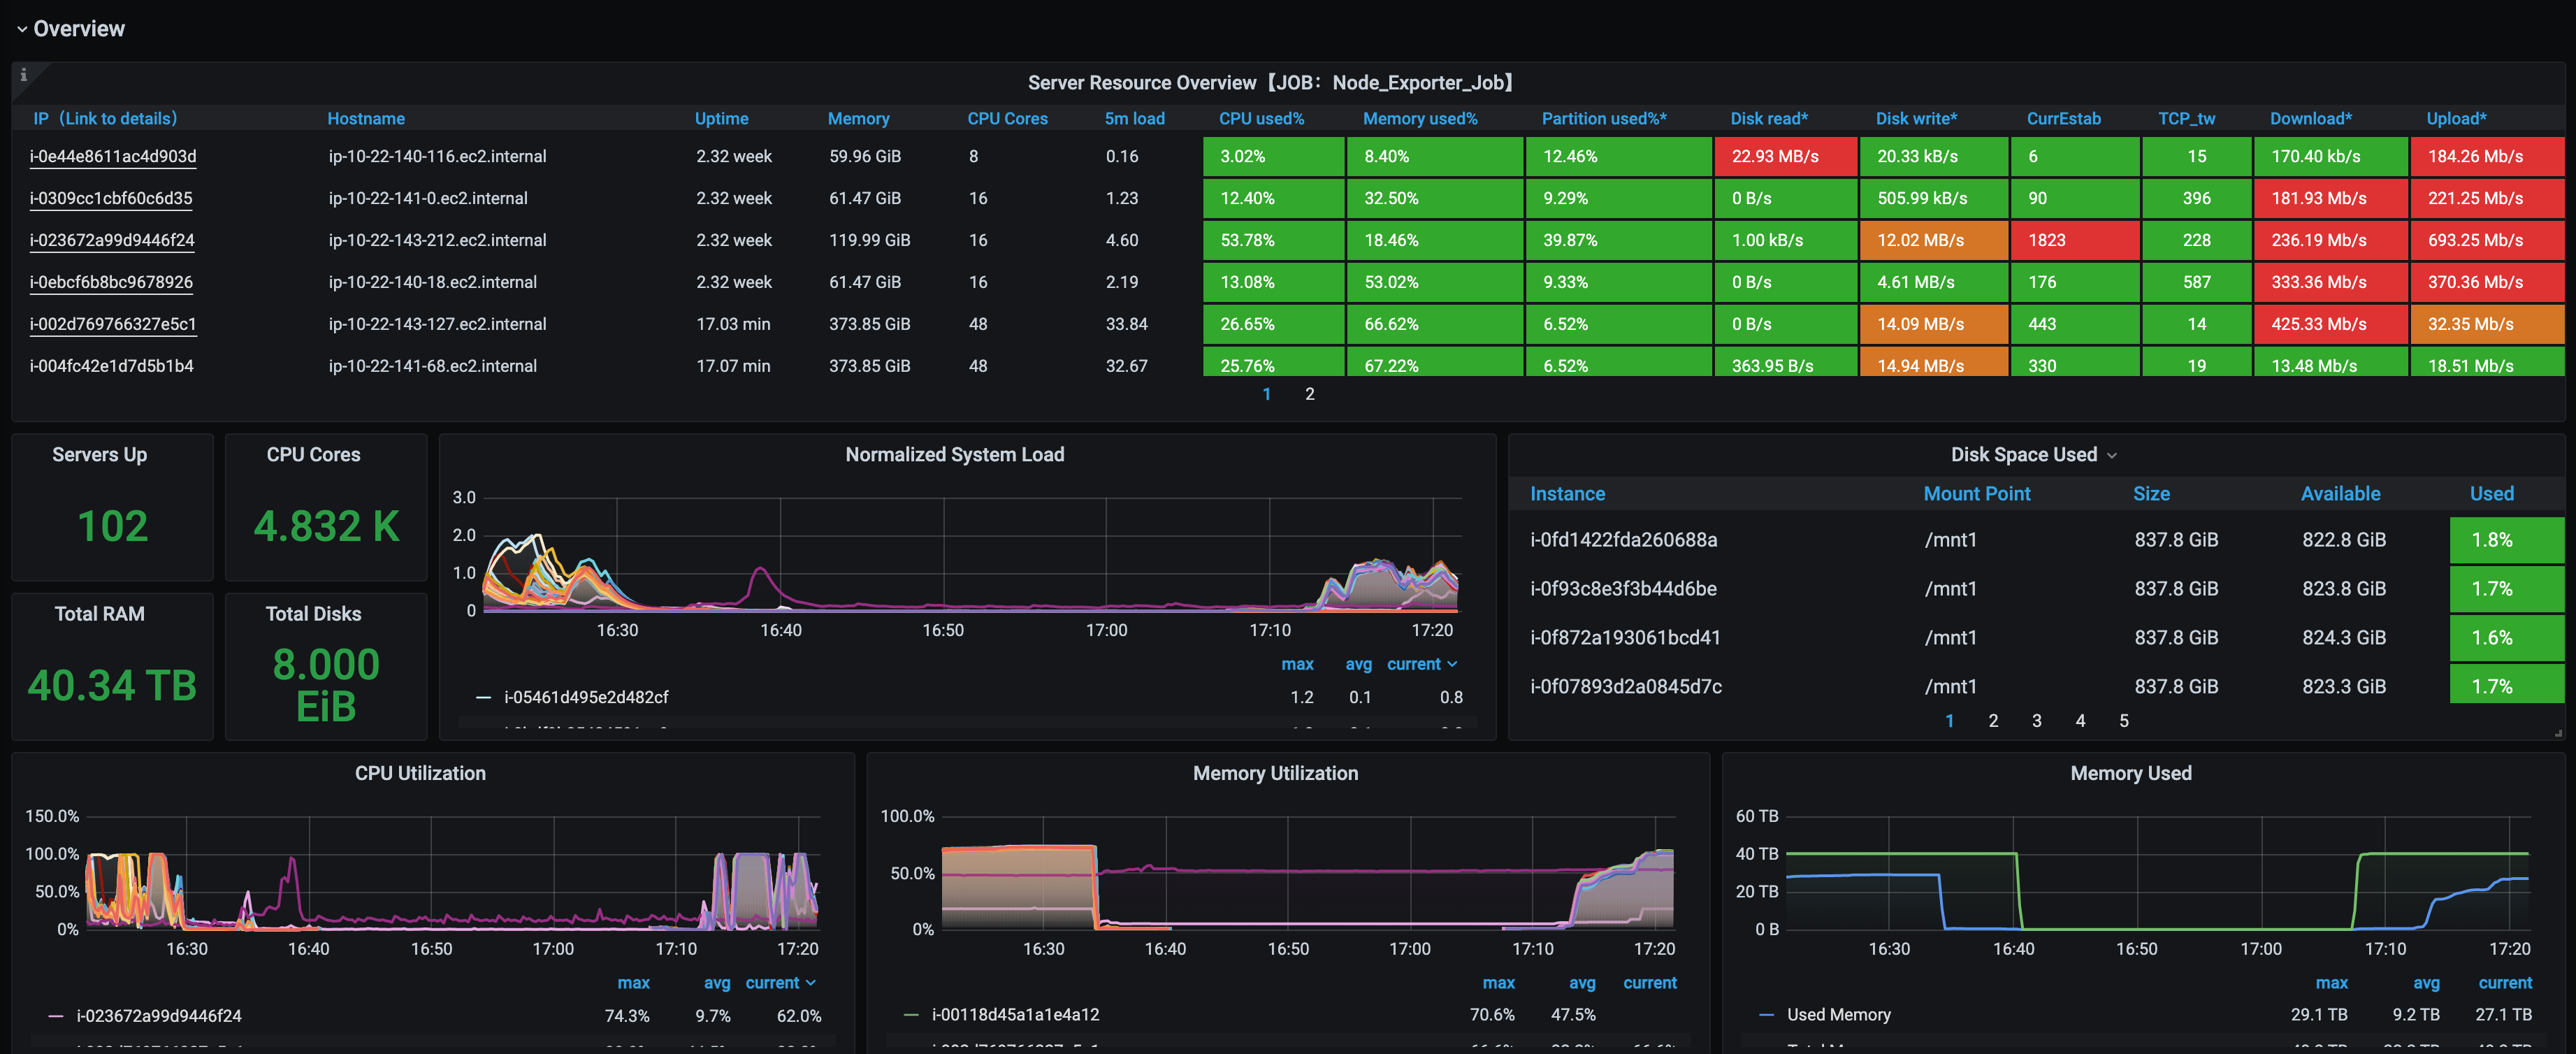 Overview
i
Server Resource Overview【JOB：Node_Exporter_Job】
IP（Link to details） Hostname Uptime Memory CPU Cores 5m load CPU used% Memory used% Partition used%* Disk read* Disk write* CurrEstab TCP_tw Download* Upload*
i-0e44e8611ac4d903d ip-10-22-140-116.ec2.internal 2.32 week 59.96 GiB 8 0.16 3.02% 8.40% 12.46% 22.93 MB/s 20.33 kB/s 6 15 170.40 kb/s 184.26 Mb/s
i-0309cc1cbf60c6d35 ip-10-22-141-0.ec2.internal 2.32 week 61.47 GiB 16 1.23 12.40% 32.50% 9.29% 0 B/s 505.99 kB/s 90 396 181.93 Mb/s 221.25 Mb/s
i-023672a99d9446f24 ip-10-22-143-212.ec2.internal 2.32 week 119.99 GiB 16 4.60 53.78% 18.46% 39.87% 1.00 kB/s 12.02 MB/s 1823 228 236.19 Mb/s 693.25 Mb/s
i-0ebcf6b8bc9678926 ip-10-22-140-18.ec2.internal 2.32 week 61.47 GiB 16 2.19 13.08% 53.02% 9.33% 0 B/s 4.61 MB/s 176 587 333.36 Mb/s 370.36 Mb/s
i-002d769766327e5c1 ip-10-22-143-127.ec2.internal 17.03 min 373.85 GiB 48 33.84 26.65% 66.62% 6.52% 0 B/s 14.09 MB/s 443 14 425.33 Mb/s 32.35 Mb/s
i-004fc42e1d7d5b1b4 ip-10-22-141-68.ec2.internal 17.07 min 373.85 GiB 48 32.67 25.76% 67.22% 6.52% 363.95 B/s 14.94 MB/s 330 19 13.48 Mb/s 18.51 Mb/s
1 2
Servers Up
102
CPU Cores
4.832 K
Total RAM
40.34 TB
Total Disks
8.000
EiB
Normalized System Load
3.0
2.0
1.0
0
16:30 16:40 16:50 17:00 17:10 17:20
max avg current
i-05461d495e2d482cf 1.2 0.1 0.8
Disk Space Used
Instance Mount Point Size Available Used
i-0fd1422fda260688a /mnt1 837.8 GiB 822.8 GiB 1.8%
i-0f93c8e3f3b44d6be /mnt1 837.8 GiB 823.8 GiB 1.7%
i-0f872a193061bcd41 /mnt1 837.8 GiB 824.3 GiB 1.6%
i-0f07893d2a0845d7c /mnt1 837.8 GiB 823.3 GiB 1.7%
1 2 3 4 5
CPU Utilization
150.0%
100.0%
50.0%
0%
16:30 16:40 16:50 17:00 17:10 17:20
max avg current
i-023672a99d9446f24 74.3% 9.7% 62.0%
Memory Utilization
100.0%
50.0%
0%
16:30 16:40 16:50 17:00 17:10 17:20
max avg current
i-00118d45a1a1e4a12 70.6% 47.5%
Memory Used
60 TB
40 TB
20 TB
0 B
16:30 16:40 16:50 17:00 17:10 17:20
max avg current
Used Memory 29.1 TB 9.2 TB 27.1 TB